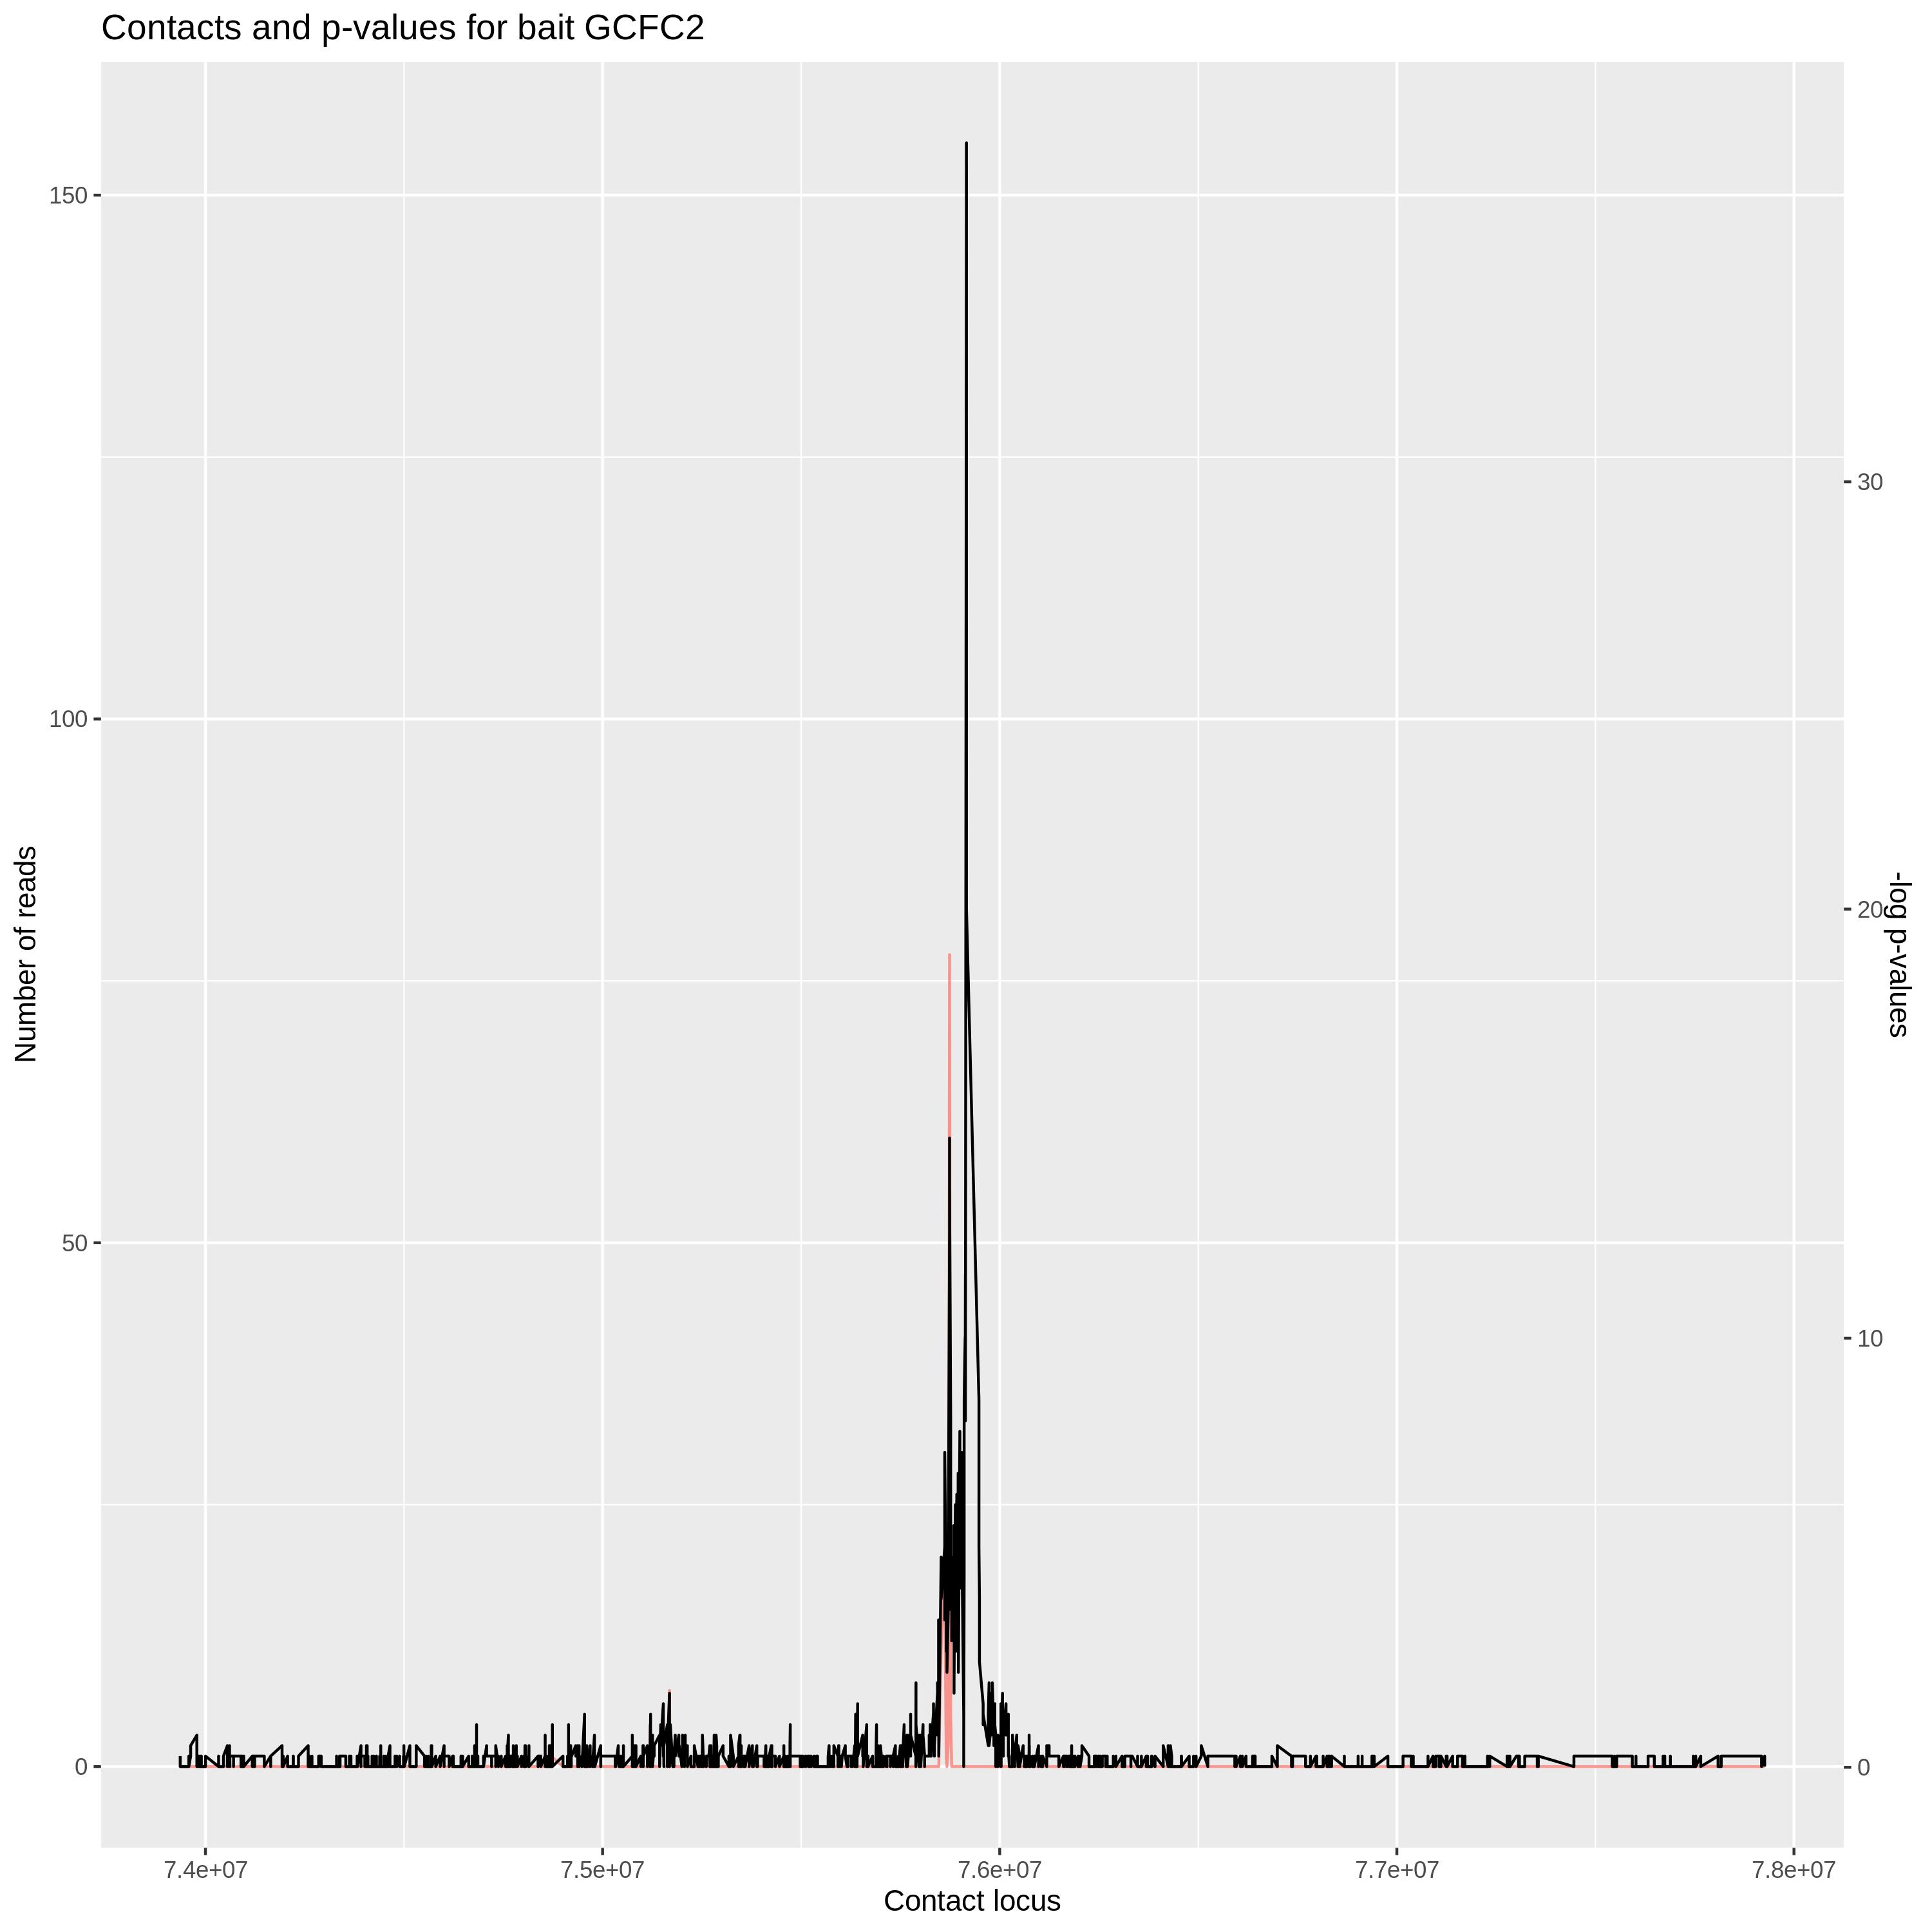 Contacts and p-values for bait GCFC2
150
100
50
0
Number of reads
30
20
10
0
-log p-values
7.4e+07 7.5e+07 7.6e+07 7.7e+07 7.8e+07
Contact locus